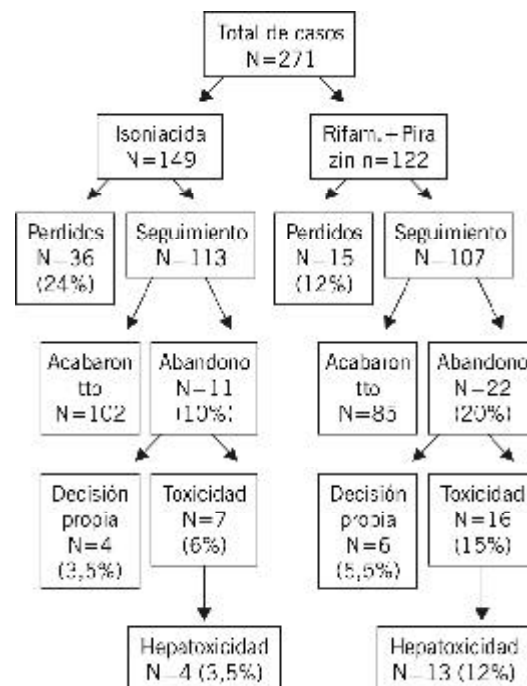 Total de casos
N=271
Isoniacida
N=149
Rifam.+Pira
zin n=122
Perdidos
N=36
(24%)
Seguimiento
N=113
Perdidos
N=15
(12%)
Seguimiento
N=107
Acabaron
tto
N=102
Abandono
N=11
(10%)
Acabaron
tto
N=85
Abandono
N=22
(20%)
Decisión
propia
N=4
(3,5%)
Toxicidad
N=7
(6%)
Decisión
propia
N=6
(5,5%)
Toxicidad
N=16
(15%)
Hepatoxicidad
N=4 (3,5%)
Hepatoxicidad
N=13 (12%)